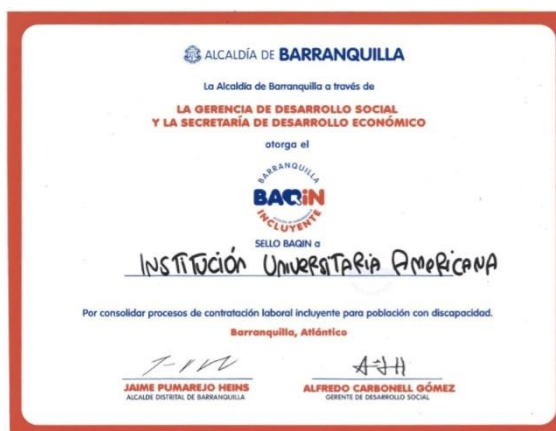 ALCALDÍA DE BARRANQUILLA
La Alcaldía de Barranquilla a través de
LA GERENCIA DE DESARROLLO SOCIAL
Y LA SECRETARÍA DE DESARROLLO ECONÓMICO
otorga el
BARRANQUILLA
BAQIN
INCLUYENTE
SELLO BAQIN a
INSTITUCIÓN UNIVERSITARIA AMERICANA
Por consolidar procesos de contratación laboral incluyente para población con discapacidad.
Barranquilla, Atlántico
JAIME PUMAREJO HEINS
ALCALDE DISTRITAL DE BARRANQUILLA
ALFREDO CARBONELL GÓMEZ
GERENTE DE DESARROLLO SOCIAL